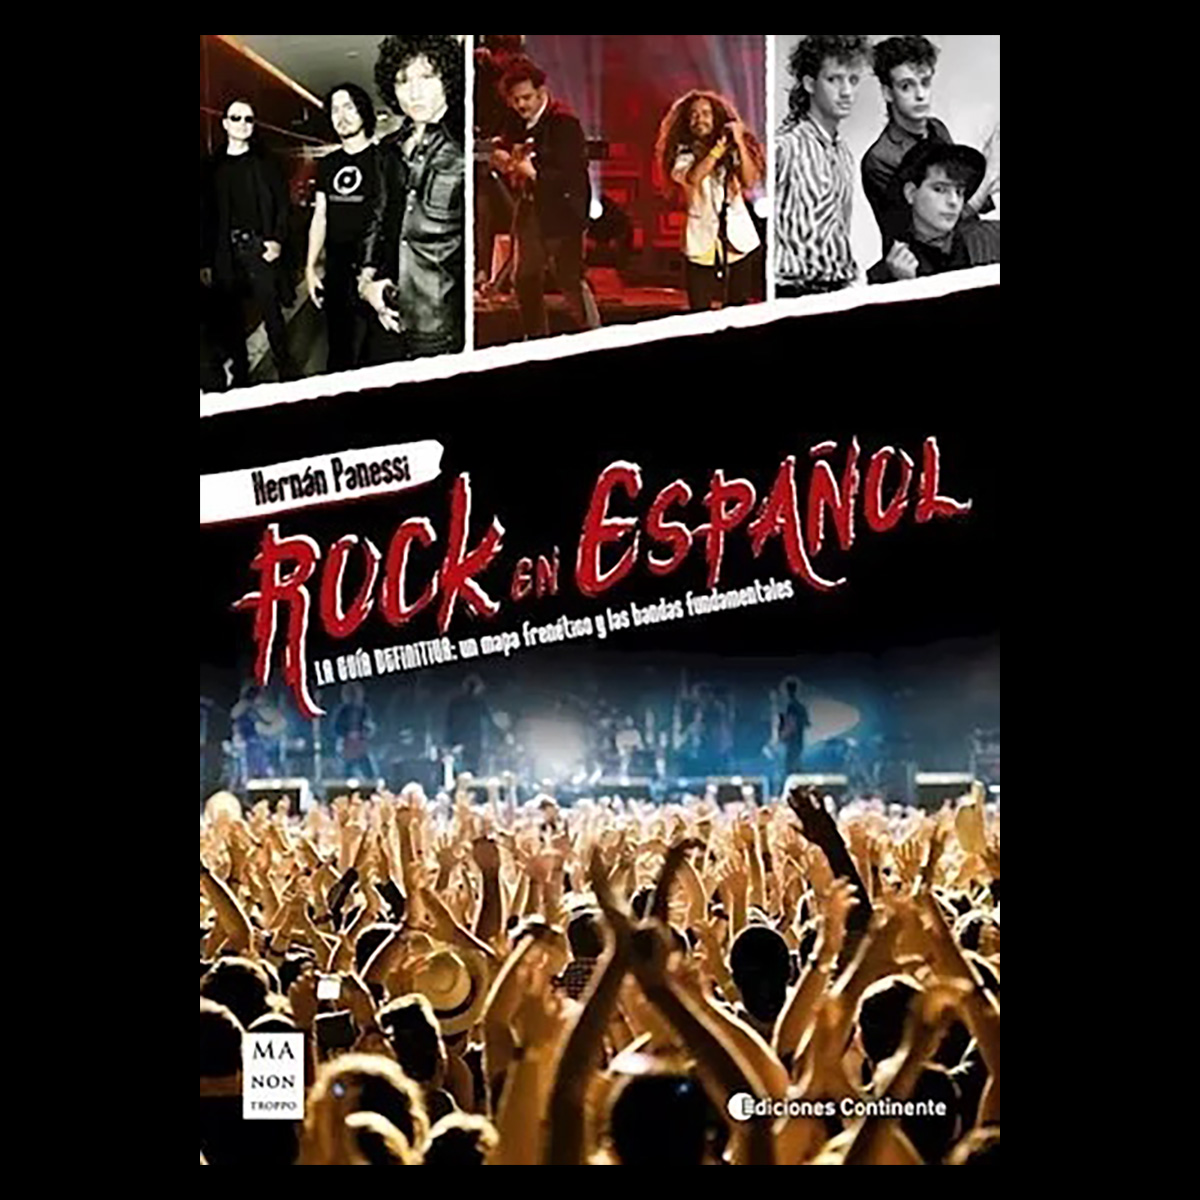 Hernán Panessi
ROCK EN ESPAÑOL
LA GUÍA DEFINITIVA: un mapa frenético y las bandas fundamentales
MA
NON
TROPPO
Ediciones Continente